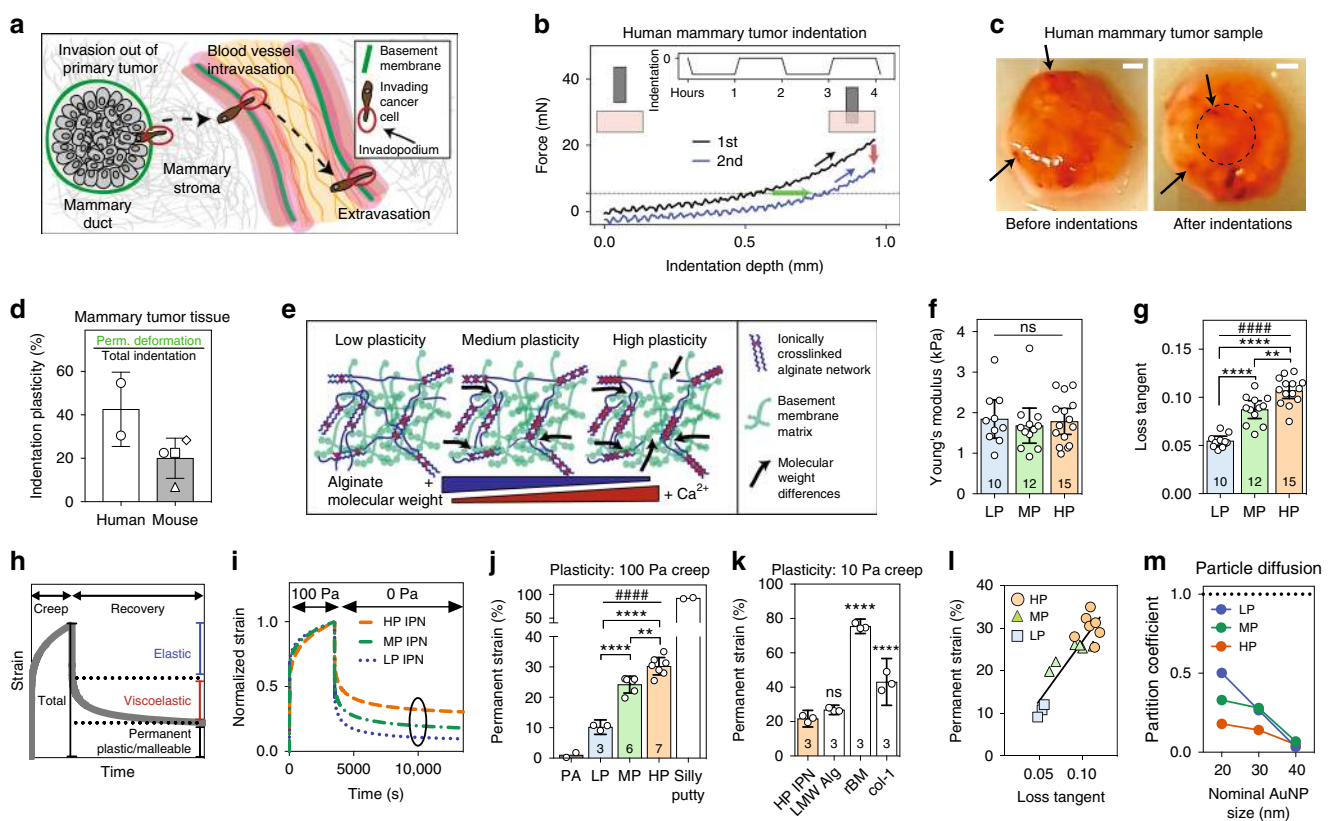 a
Invasion out of
primary tumor
Blood vessel
intravasation
Basement
membrane
Invading
cancer
cell
Invadopodium
Mammary
stroma
Mammary
duct
Extravasation
b
Human mammary tumor indentation
Indentation
0
Hours 1 2 3 4
Force (mN)
40
20
0
1st
2nd
0.0 0.5 1.0
Indentation depth (mm)
c
Human mammary tumor sample
Before indentations
After indentations
d
Mammary tumor tissue
Perm. deformation
Total indentation
Indentation plasticity (%)
60
40
20
0
Human Mouse
e
Low plasticity
Medium plasticity
High plasticity
Alginate
molecular weight
+
+ Ca2+
Ionically
crosslinked
alginate network
Basement
membrane
matrix
Molecular
weight
differences
f
ns
Young's modulus (kPa)
4
3
2
1
0
10 12 15
LP MP HP
g
####
****
**
****
Loss tangent
0.15
0.10
0.05
0.00
10 12 15
LP MP HP
h
Creep Recovery
Strain
Total
Elastic
Viscoelastic
Permanent
plastic/malleable
Time
i
100 Pa 0 Pa
HP IPN
MP IPN
LP IPN
Normalized strain
1.0
0.5
0.0
0 5000 10,000
Time (s)
j
Plasticity: 100 Pa creep
####
****
**
****
Permanent strain (%)
100
50
40
30
20
10
0
3 6 7
PA LP MP HP Silly
putty
k
Plasticity: 10 Pa creep
Permanent strain (%)
100
80
60
40
20
0
ns
****
****
3 3 3 3
HP IPN
LMW Alg
rBM
col-1
l
HP
MP
LP
Permanent strain (%)
40
30
20
10
0
0.05 0.10
Loss tangent
m
Particle diffusion
LP
MP
HP
Partition coefficient
1.0
0.5
0.0
20 30 40
Nominal AuNP
size (nm)